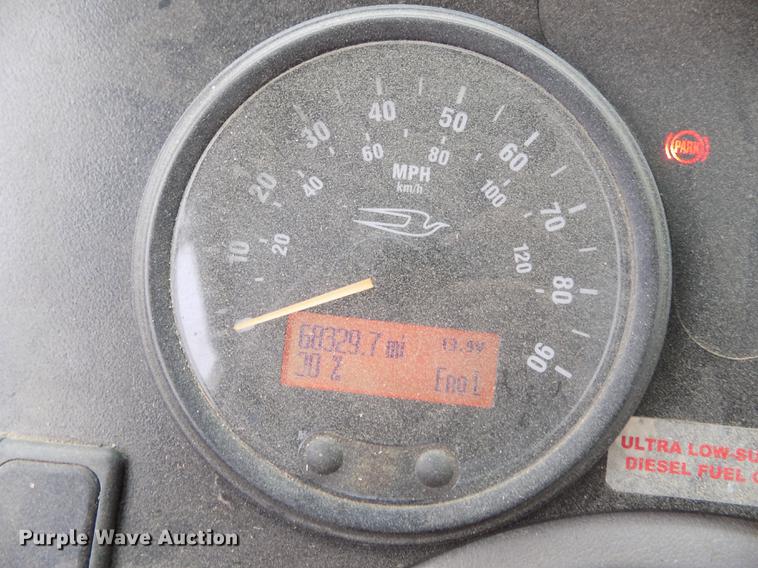 10 20 30 40 50 60 70 80 90
20 40 60 80 100 120
MPH
km/h
PARK
68329.7 mi 13.9V
30 % Engl
ULTRA LOW-SU
DIESEL FUEL
Purple Wave Auction